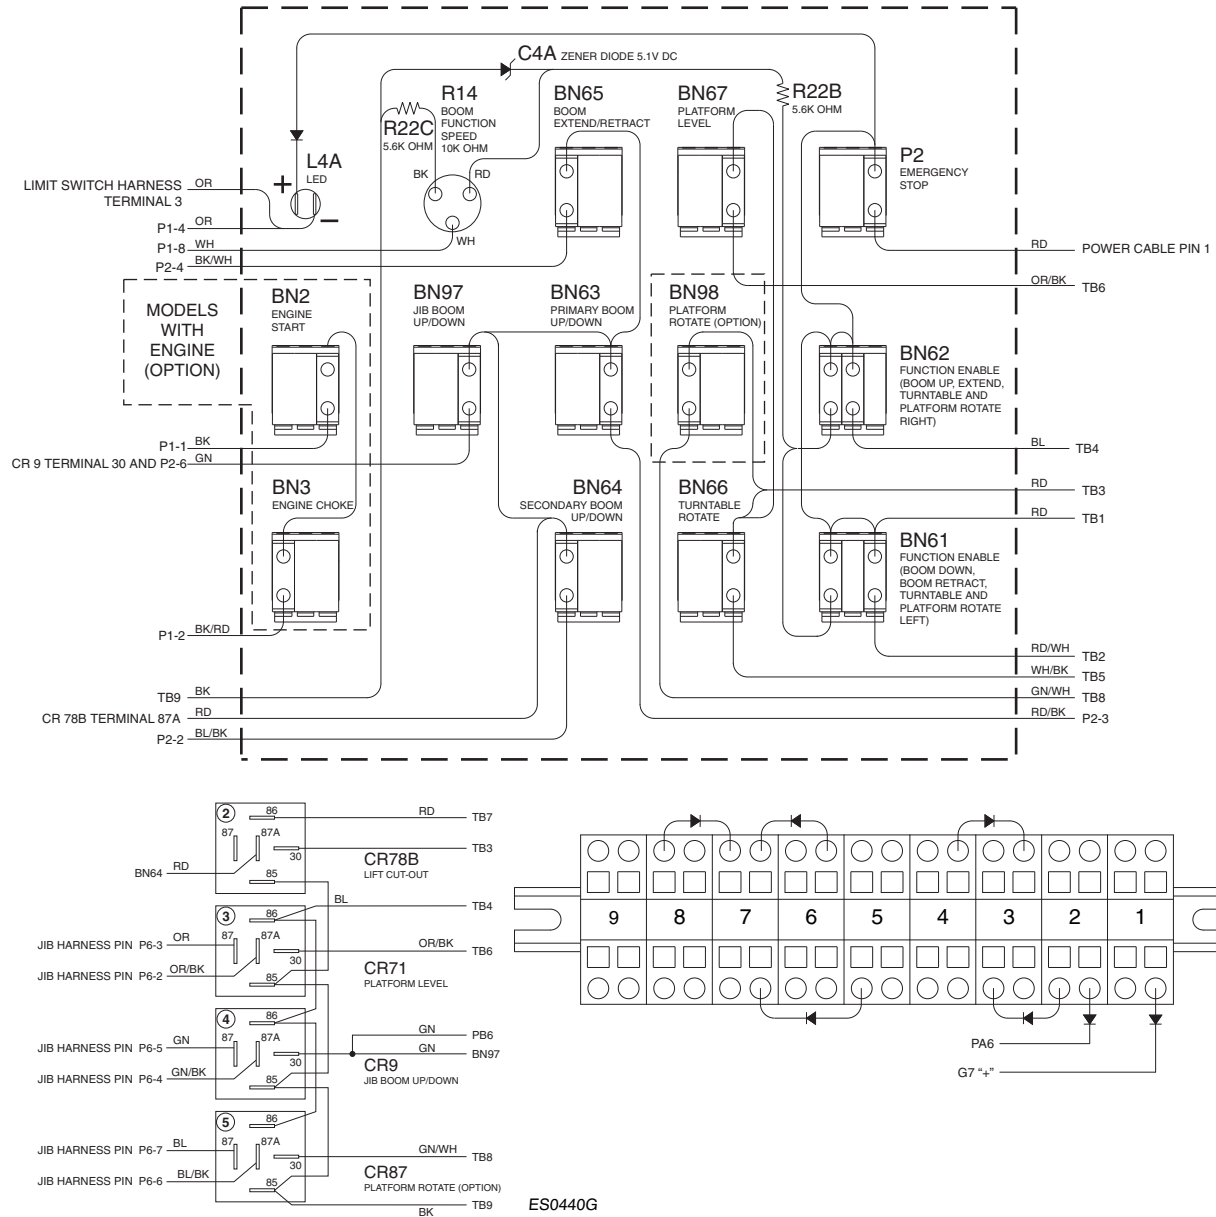 C4A ZENER DIODE 5.1V DC
R14
BOOM
FUNCTION
SPEED
10K OHM
R22C
5.6K OHM
BK
RD
WH
BN65
BOOM
EXTEND/RETRACT
BN67
PLATFORM
LEVEL
R22B
5.6K OHM
P2
EMERGENCY
STOP
L4A
LED
+
–
LIMIT SWITCH HARNESS
TERMINAL 3
OR
P1-4
OR
P1-8
WH
P2-4
BK/WH
RD
POWER CABLE PIN 1
OR/BK
TB6
MODELS
WITH
ENGINE
(OPTION)
BN2
ENGINE
START
BN97
JIB BOOM
UP/DOWN
BN63
PRIMARY BOOM
UP/DOWN
BN98
PLATFORM
ROTATE (OPTION)
BN62
FUNCTION ENABLE
(BOOM UP, EXTEND,
TURNTABLE AND
PLATFORM ROTATE
RIGHT)
P1-1
BK
CR 9 TERMINAL 30 AND P2-6
GN
BL
TB4
BN3
ENGINE CHOKE
BN64
SECONDARY BOOM
UP/DOWN
BN66
TURNTABLE
ROTATE
RD
TB3
RD
TB1
BN61
FUNCTION ENABLE
(BOOM DOWN,
BOOM RETRACT,
TURNTABLE AND
PLATFORM ROTATE
LEFT)
P1-2
BK/RD
RD/WH
TB2
WH/BK
TB5
TB9
BK
GN/WH
TB8
CR 78B TERMINAL 87A
RD
RD/BK
P2-3
P2-2
BL/BK
2
86
87
87A
30
85
RD
TB7
TB3
BN64
RD
CR78B
LIFT CUT-OUT
3
86
87
87A
30
85
BL
TB4
JIB HARNESS PIN P6-3
OR
OR/BK
TB6
JIB HARNESS PIN P6-2
OR/BK
CR71
PLATFORM LEVEL
4
86
87
87A
30
85
GN
PB6
JIB HARNESS PIN P6-5
GN
GN
BN97
JIB HARNESS PIN P6-4
GN/BK
CR9
JIB BOOM UP/DOWN
5
86
87
87A
30
85
JIB HARNESS PIN P6-7
BL
GN/WH
TB8
JIB HARNESS PIN P6-6
BL/BK
CR87
PLATFORM ROTATE (OPTION)
BK
TB9
9 8 7 6 5 4 3 2 1
PA6
G7 "+"
ES0440G